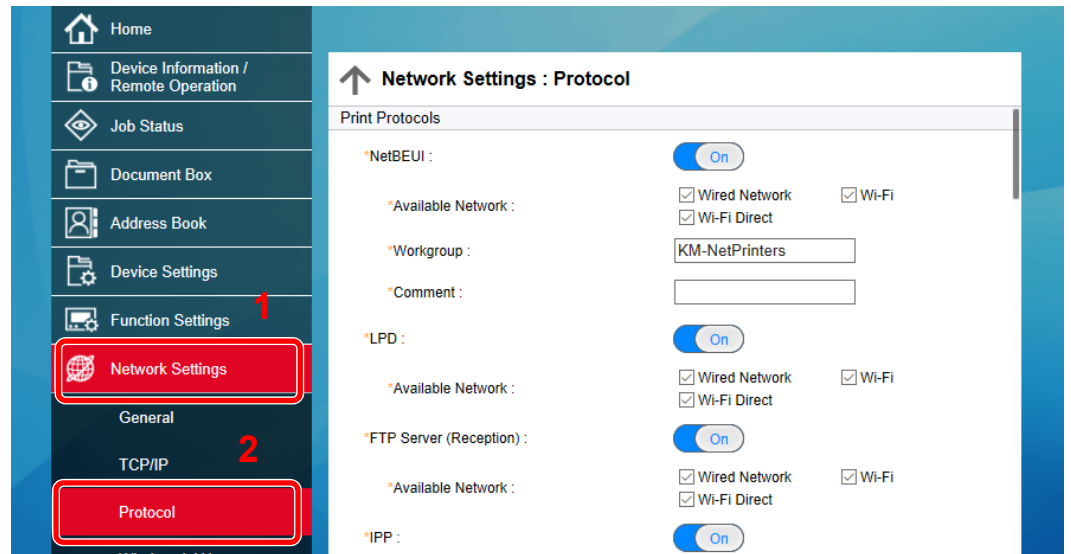 Home
Device Information /
Remote Operation
Job Status
Document Box
Address Book
Device Settings
Function Settings
1
Network Settings
General
2
TCP/IP
Protocol
Network Settings : Protocol
Print Protocols
*NetBEUI : On
*Available Network : Wired Network Wi-Fi
Wi-Fi Direct
*Workgroup : KM-NetPrinters
*Comment :
*LPD : On
*Available Network : Wired Network Wi-Fi
Wi-Fi Direct
*FTP Server (Reception) : On
*Available Network : Wired Network Wi-Fi
Wi-Fi Direct
*IPP : On